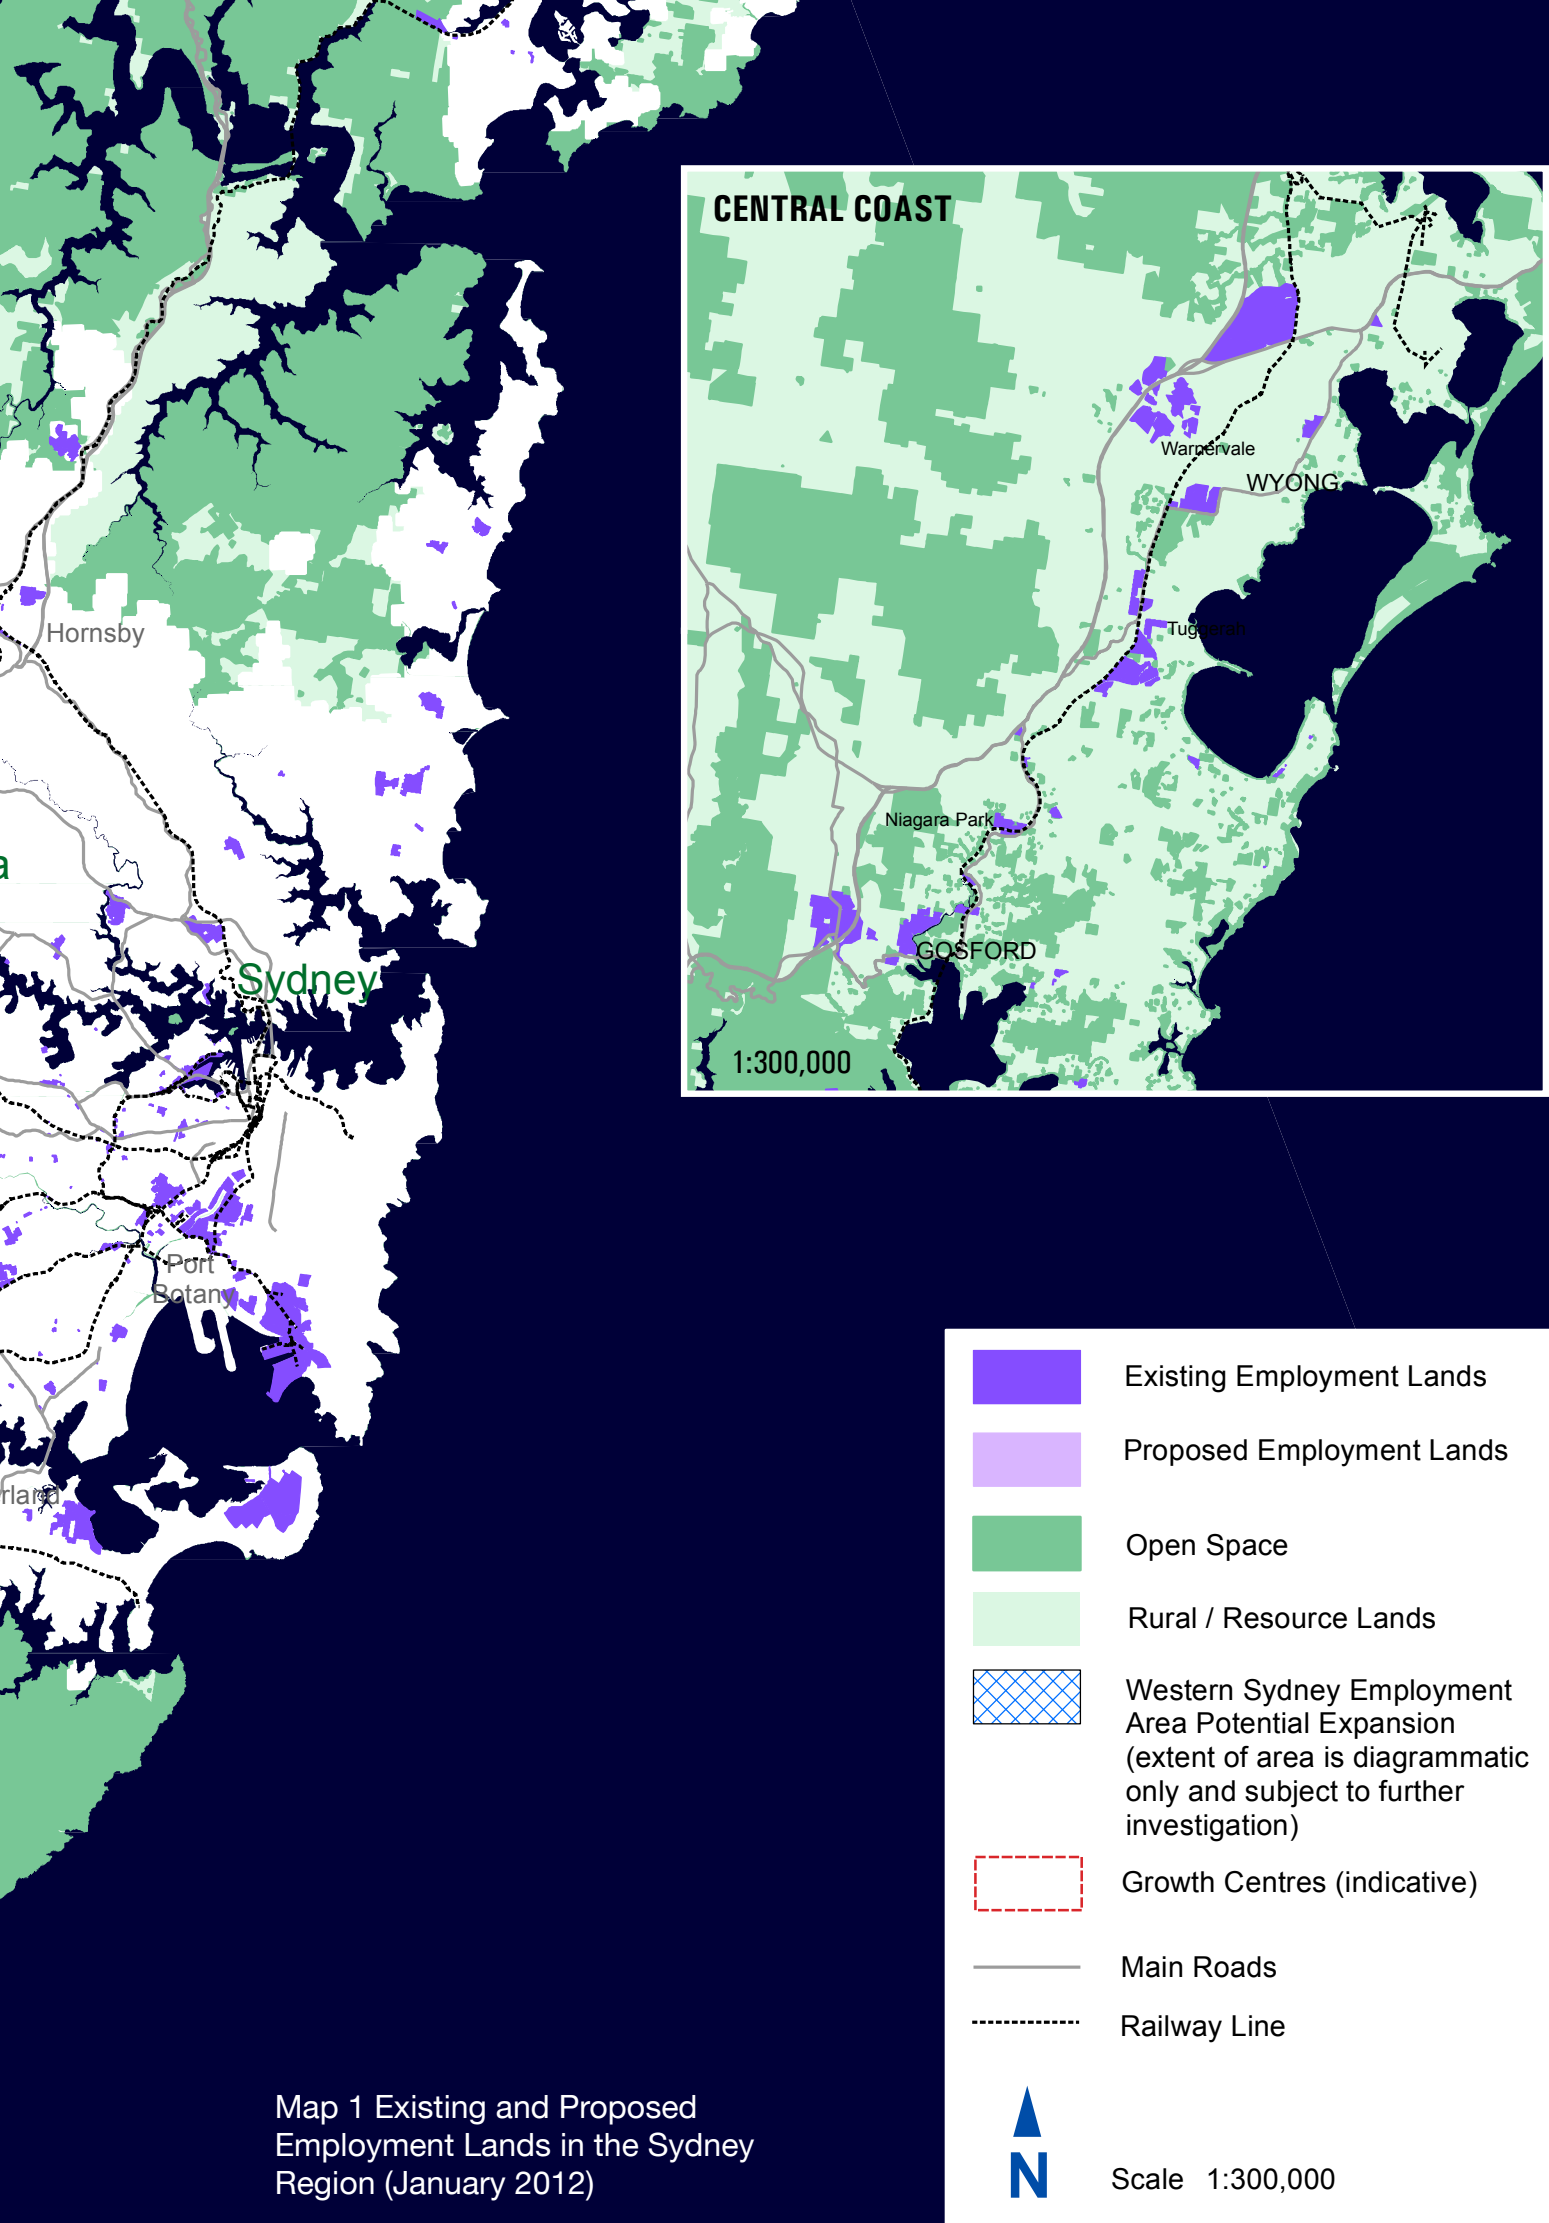 CENTRAL COAST
Warnervale
WYONG
Tuggerah
Hornsby
Niagara Park
a
GOSFORD
Sydney
1:300,000
Port
Botany
Existing Employment Lands
Proposed Employment Lands
rland
Open Space
Rural / Resource Lands
Western Sydney Employment
Area Potential Expansion
(extent of area is diagrammatic
only and subject to further
investigation)
Growth Centres (indicative)
Main Roads
Railway Line
Map 1 Existing and Proposed
Employment Lands in the Sydney
Region (January 2012)
N
Scale 1:300,000